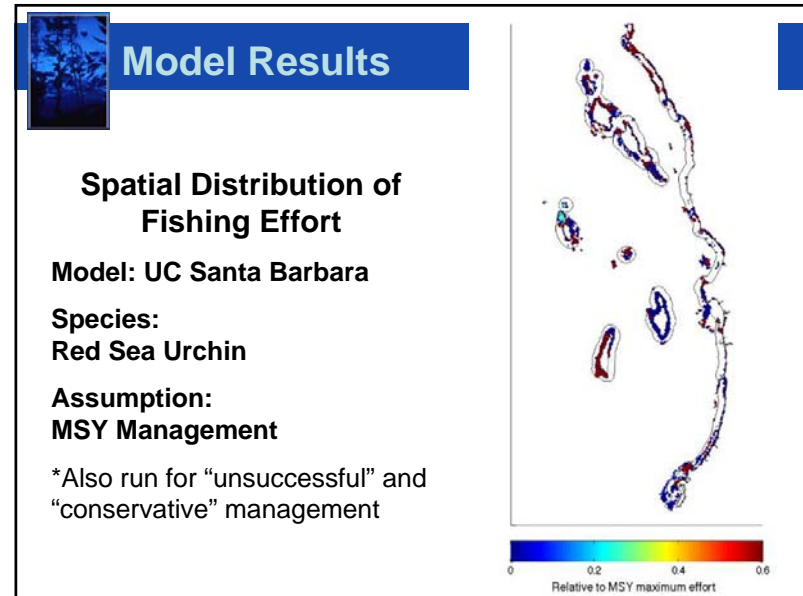 Model Results
Spatial Distribution of
Fishing Effort
Model: UC Santa Barbara
Species:
Red Sea Urchin
Assumption:
MSY Management
*Also run for “unsuccessful” and
“conservative” management
0 0.2 0.4 0.6
Relative to MSY maximum effort